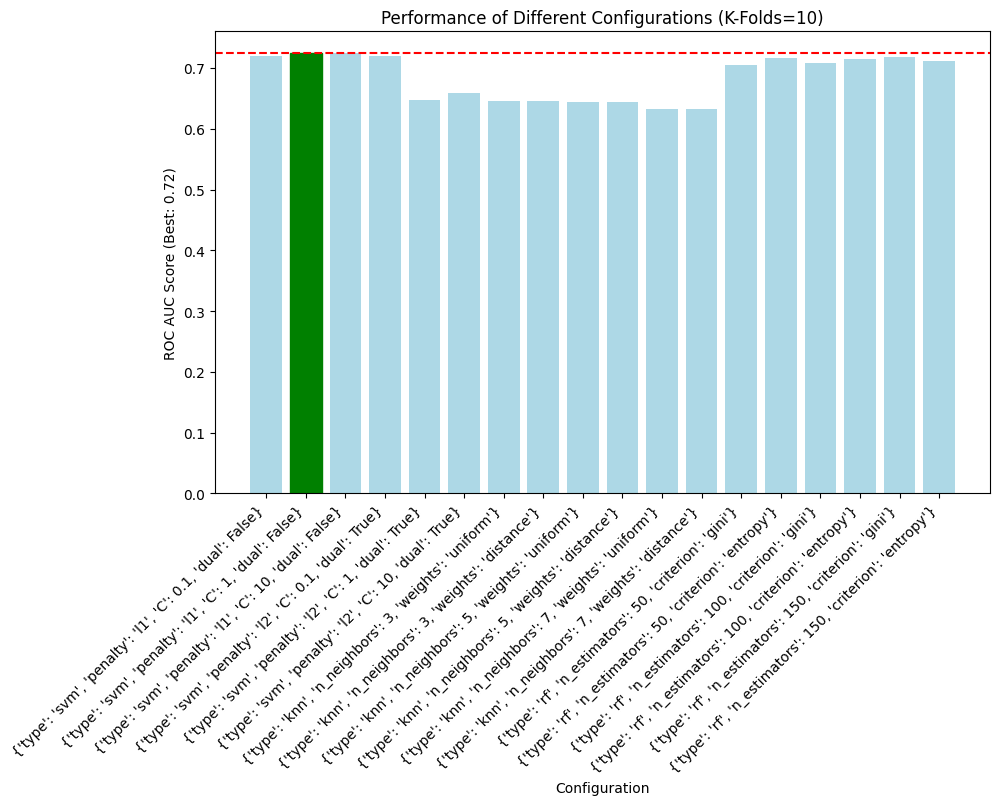 Performance of Different Configurations (K-Folds=10)
ROC AUC Score (Best: 0.72)
0.7
0.6
0.5
0.4
0.3
0.2
0.1
0.0
{'type': 'svm', 'penalty': 'l1', 'C': 0.1, 'dual': False}
{'type': 'svm', 'penalty': 'l1', 'C': 1, 'dual': False}
{'type': 'svm', 'penalty': 'l1', 'C': 10, 'dual': False}
{'type': 'svm', 'penalty': 'l2', 'C': 0.1, 'dual': True}
{'type': 'svm', 'penalty': 'l2', 'C': 1, 'dual': True}
{'type': 'svm', 'penalty': 'l2', 'C': 10, 'dual': True}
{'type': 'knn', 'n_neighbors': 3, 'weights': 'uniform'}
{'type': 'knn', 'n_neighbors': 3, 'weights': 'distance'}
{'type': 'knn', 'n_neighbors': 5, 'weights': 'uniform'}
{'type': 'knn', 'n_neighbors': 5, 'weights': 'distance'}
{'type': 'knn', 'n_neighbors': 7, 'weights': 'uniform'}
{'type': 'knn', 'n_neighbors': 7, 'weights': 'distance'}
{'type': 'rf', 'n_estimators': 50, 'criterion': 'gini'}
{'type': 'rf', 'n_estimators': 50, 'criterion': 'entropy'}
{'type': 'rf', 'n_estimators': 100, 'criterion': 'gini'}
{'type': 'rf', 'n_estimators': 100, 'criterion': 'entropy'}
{'type': 'rf', 'n_estimators': 150, 'criterion': 'gini'}
{'type': 'rf', 'n_estimators': 150, 'criterion': 'entropy'}
Configuration